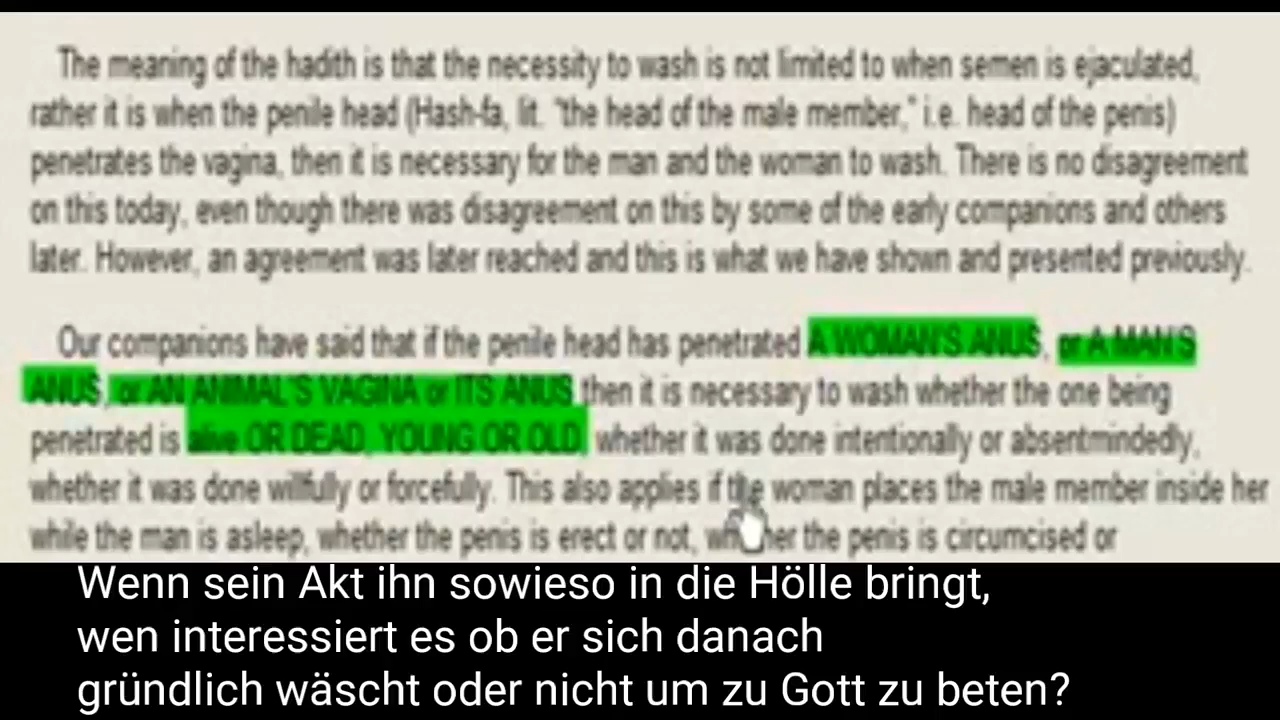 The meaning of the hadith is that the necessity to wash is not limited to when semen is ejaculated,
rather it is when the penile head (Hash-fa, lit. "the head of the male member," i.e. head of the penis)
penetrates the vagina, then it is necessary for the man and the woman to wash. There is no disagreement
on this today, even though there was disagreement on this by some of the early companions and others
later. However, an agreement was later reached and this is what we have shown and presented previously.
Our companions have said that if the penile head has penetrated A WOMAN'S ANUS, or A MAN'S
ANUS, or AN ANIMAL'S VAGINA or ITS ANUS then it is necessary to wash whether the one being
penetrated is alive OR DEAD, YOUNG OR OLD, whether it was done intentionally or absentmindedly,
whether it was done willfully or forcefully. This also applies if the woman places the male member inside her
while the man is asleep, whether the penis is erect or not, whether the penis is circumcised or
Wenn sein Akt ihn sowieso in die Hölle bringt,
wen interessiert es ob er sich danach
gründlich wäscht oder nicht um zu Gott zu beten?